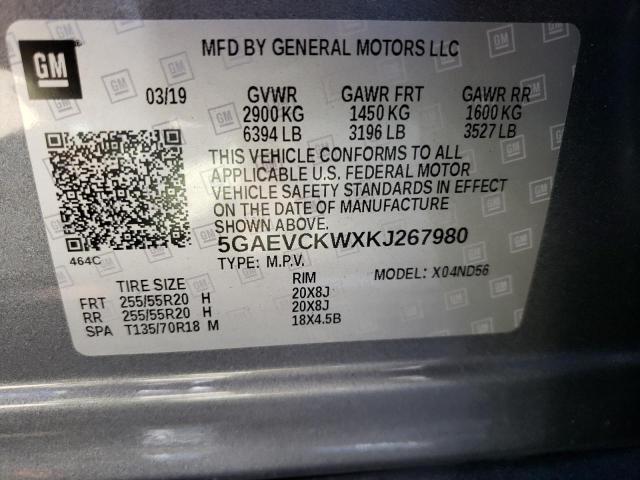 GM
MFD BY GENERAL MOTORS LLC
03/19 GVWR GAWR FRT GAWR RR
2900 KG 1450 KG 1600 KG
6394 LB 3196 LB 3527 LB
THIS VEHICLE CONFORMS TO ALL
APPLICABLE U.S. FEDERAL MOTOR
VEHICLE SAFETY STANDARDS IN EFFECT
ON THE DATE OF MANUFACTURE
SHOWN ABOVE.
464C 5GAEVCKWXKJ267980
TYPE: M.P.V. MODEL: X04ND56
TIRE SIZE RIM
FRT 255/55R20 H 20X8J
RR 255/55R20 H 20X8J
SPA T135/70R18 M 18X4.5B